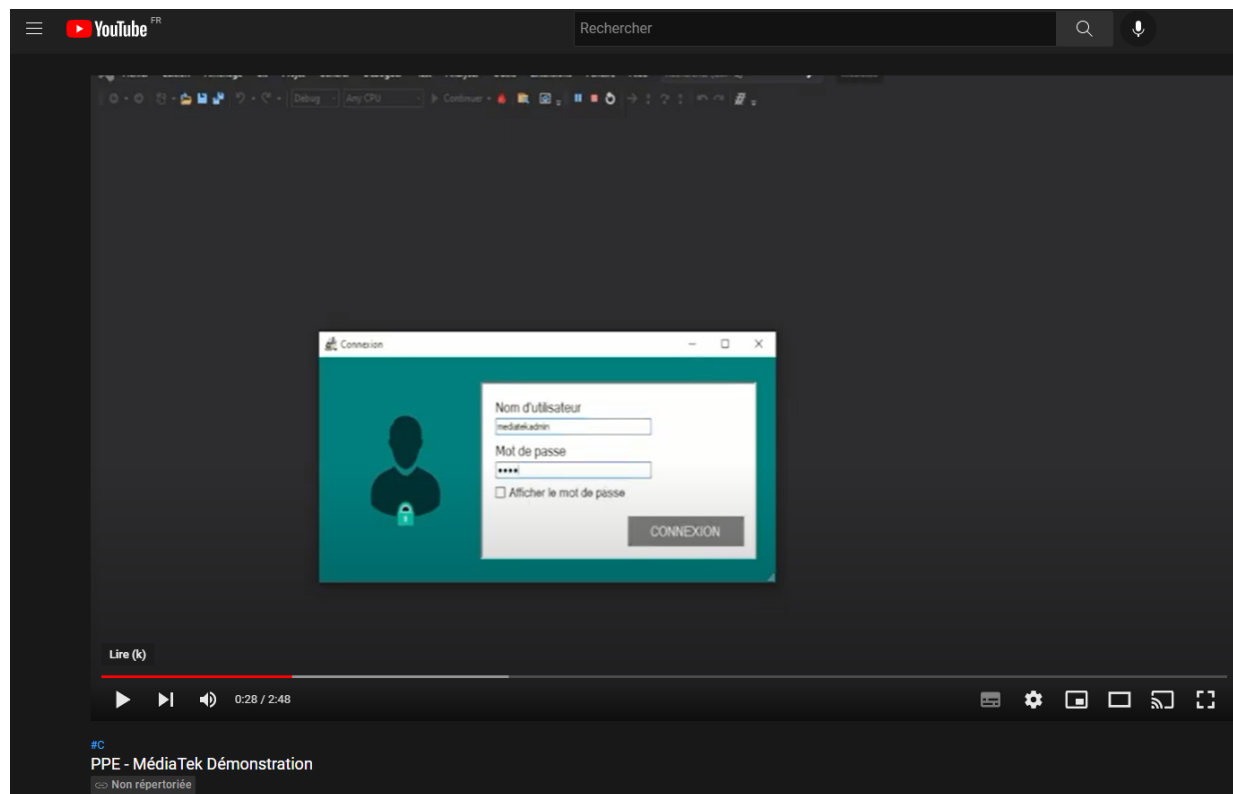 YouTube FR
Rechercher
Debug Any CPU Continuer
Connexion
Nom d'utilisateur
mediatekadmin
Mot de passe
••••
Afficher le mot de passe
CONNEXION
Lire (k)
0:28 / 2:48
#C
PPE - MédiaTek Démonstration
Non répertoriée